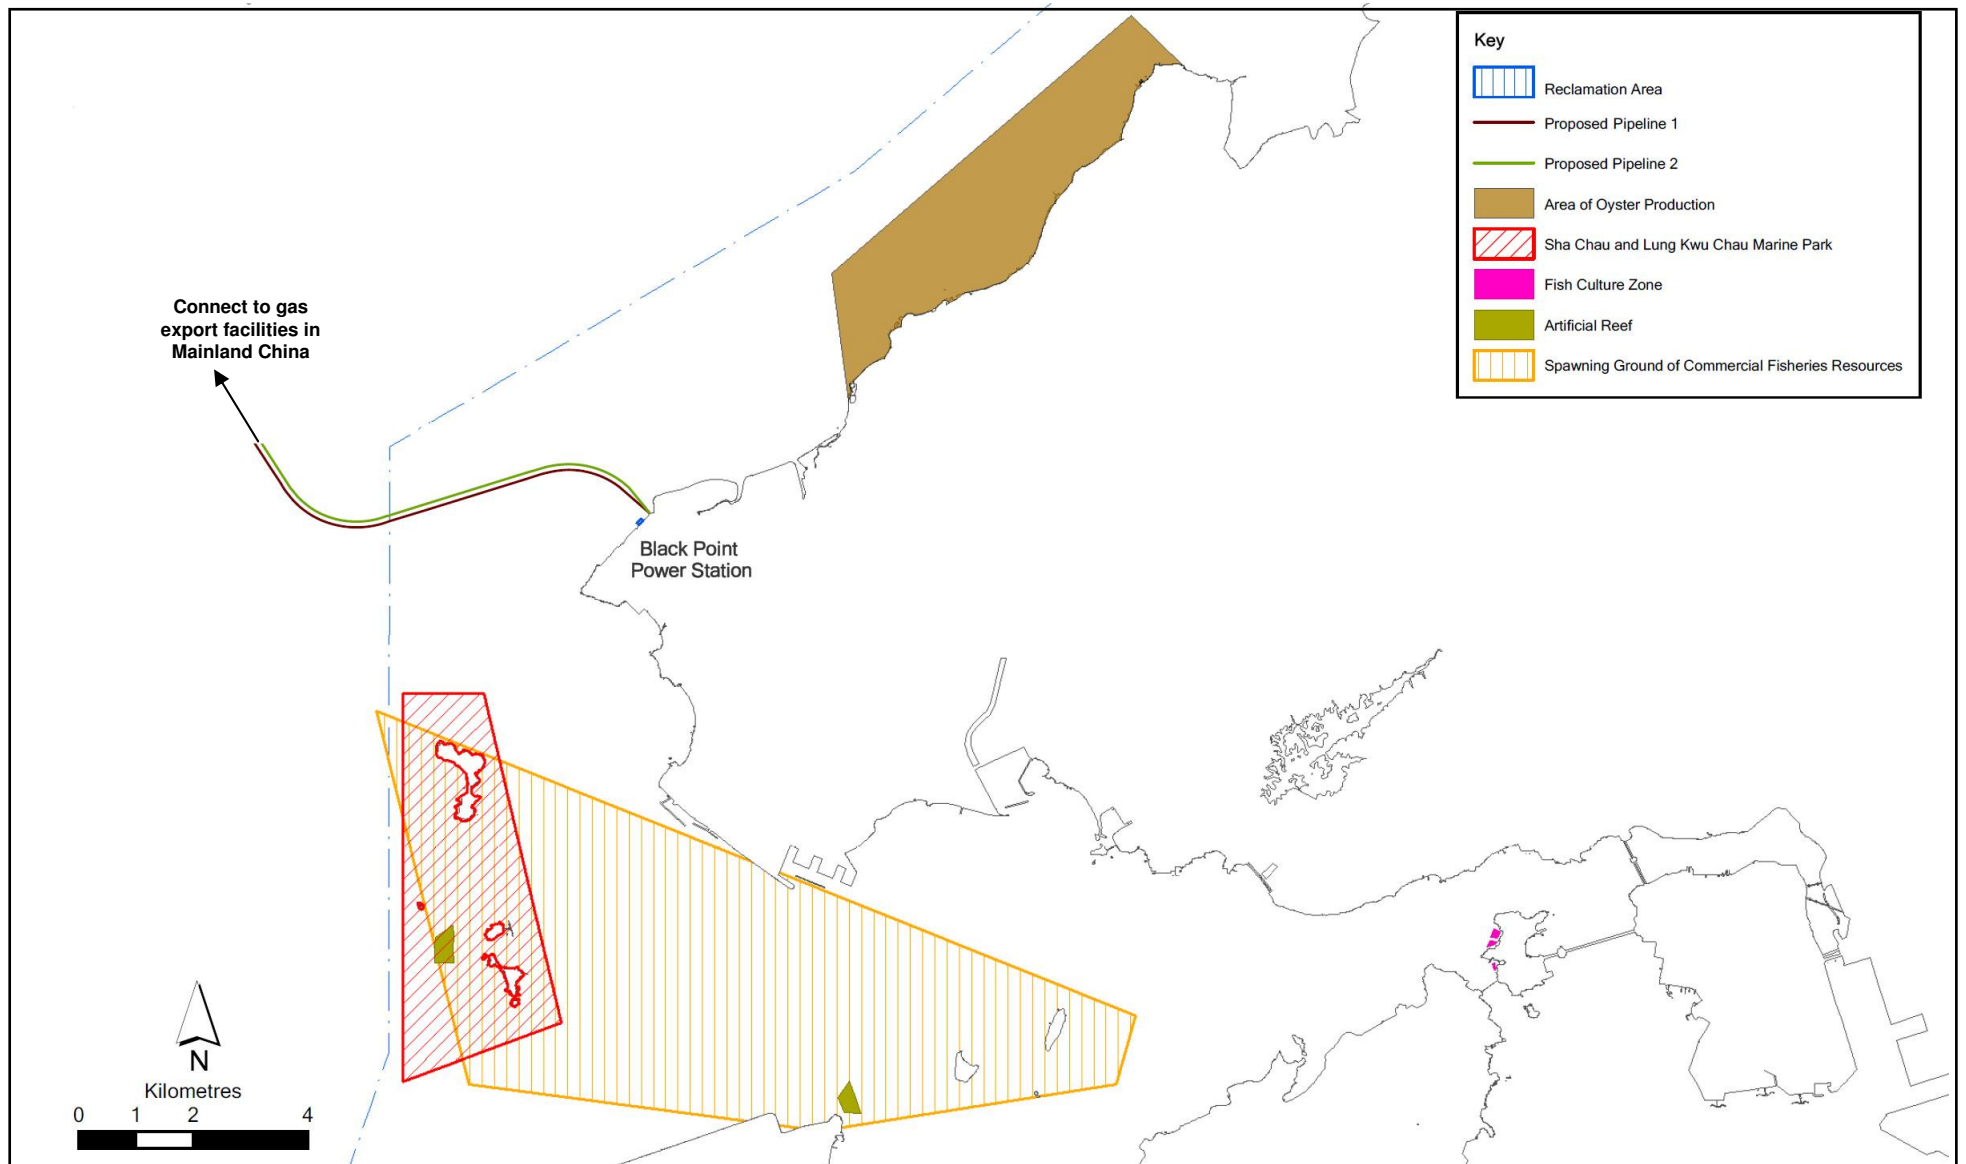 Key
Reclamation Area
Proposed Pipeline 1
Proposed Pipeline 2
Area of Oyster Production
Sha Chau and Lung Kwu Chau Marine Park
Fish Culture Zone
Artificial Reef
Spawning Ground of Commercial Fisheries Resources
Connect to gas
export facilities in
Mainland China
Black Point
Power Station
N
Kilometres
0 1 2 4